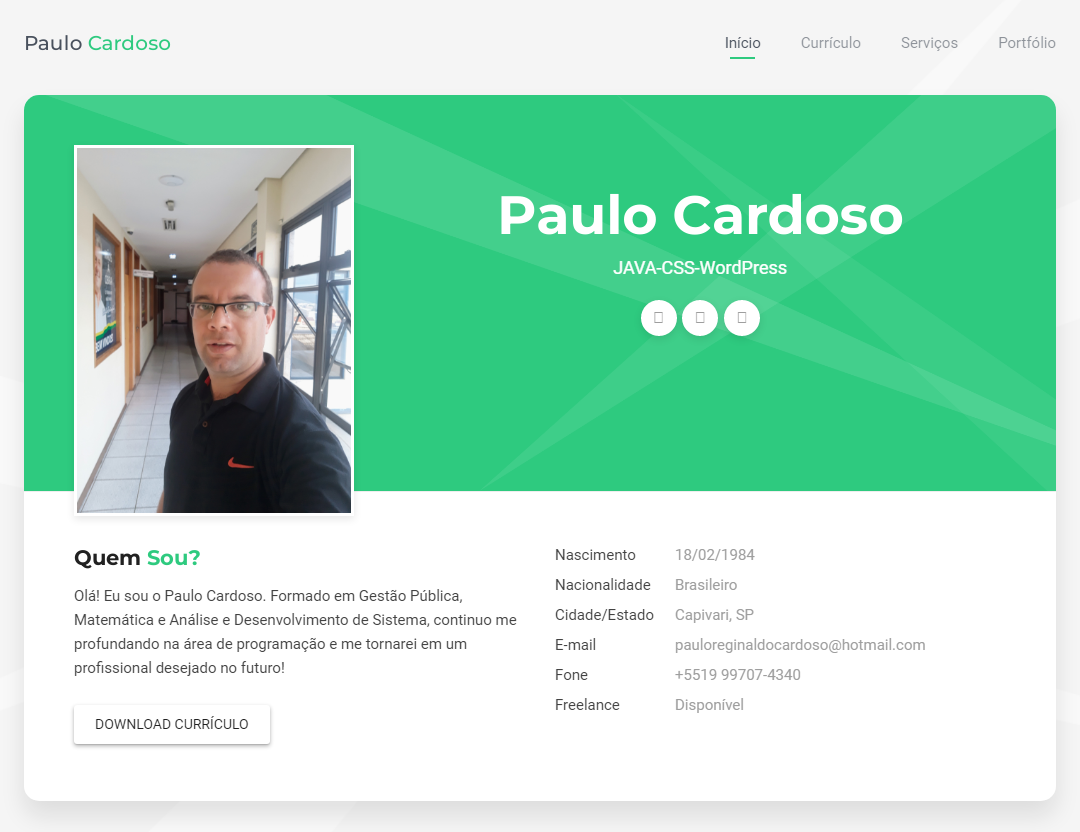 Paulo Cardoso
Início Currículo Serviços Portfólio
Paulo Cardoso
JAVA-CSS-WordPress
Quem Sou?
Olá! Eu sou o Paulo Cardoso. Formado em Gestão Pública,
Matemática e Análise e Desenvolvimento de Sistema, continuo me
profundando na área de programação e me tornarei em um
profissional desejado no futuro!
DOWNLOAD CURRÍCULO
Nascimento 18/02/1984
Nacionalidade Brasileiro
Cidade/Estado Capivari, SP
E-mail pauloreginaldocardoso@hotmail.com
Fone +5519 99707-4340
Freelance Disponível